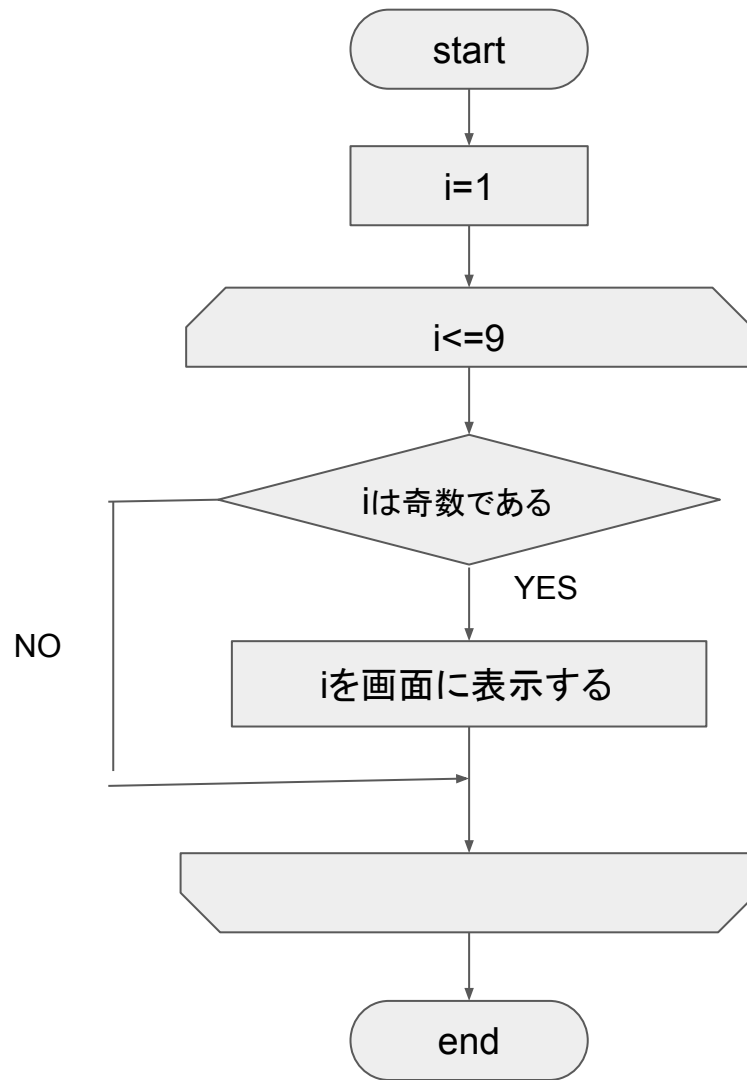 start
i=1
i<=9
iは奇数である
YES
NO
iを画面に表示する
end